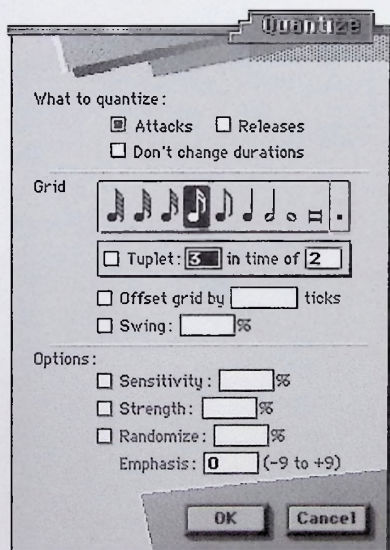 Quantize
What to quantize:
Attacks Releases
Don't change durations
Grid
Tuplet: 3 in time of 2
Offset grid by ticks
Swing: %
Options:
Sensitivity: %
Strength: %
Randomize: %
Emphasis: 0 (-9 to +9)
OK Cancel